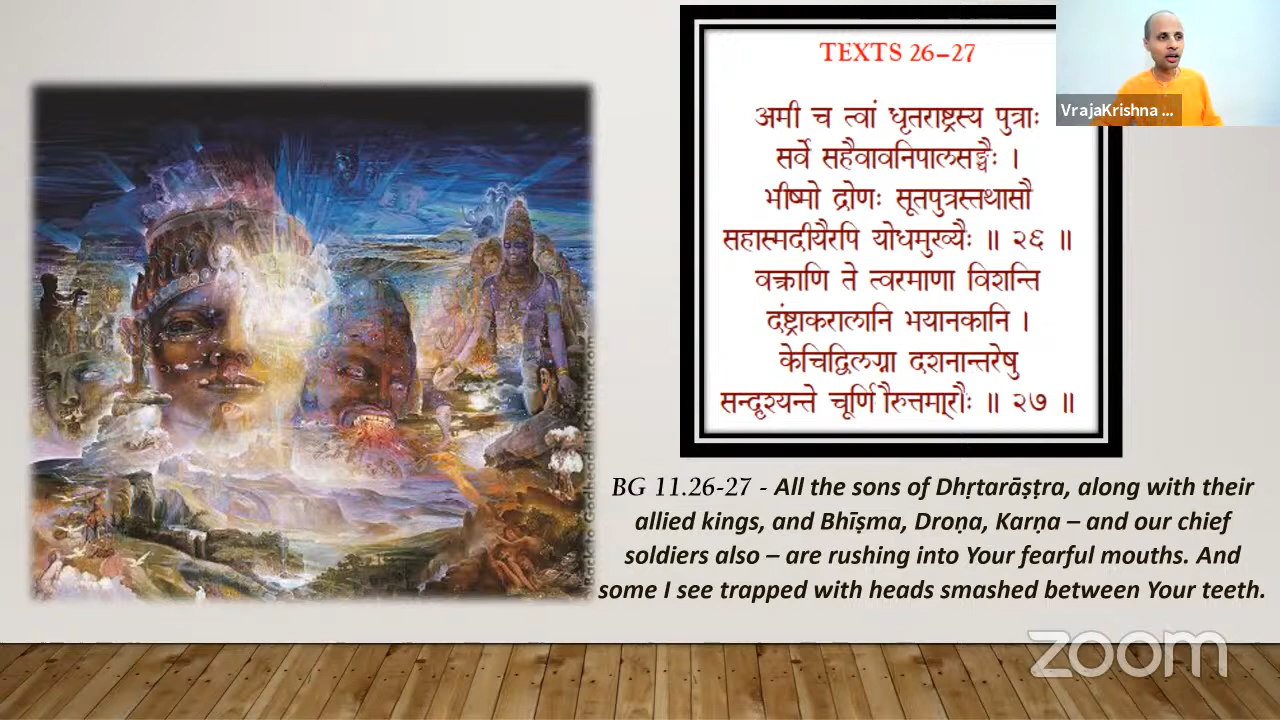 TEXTS 26–27
अमी च त्वां धृतराष्ट्रस्य पुत्राः
सर्वे सहैवावनिपालसङ्घैः ।
भीष्मो द्रोणः सूतपुत्रस्तथासौ
सहास्मदीयैरपि योधमुख्यैः ॥ २६ ॥
वक्त्राणि ते त्वरमाणा विशन्ति
दंष्ट्राकरालानि भयानकानि ।
केचिद्विलग्ना दशनान्तरेषु
सन्दृश्यन्ते ॥ २७ ॥
VrajaKrishna ...
BG 11.26-27 - All the sons of Dhṛtarāṣṭra, along with their
allied kings, and Bhīṣma, Droṇa, Karṇa – and our chief
soldiers also – are rushing into Your fearful mouths. And
some I see trapped with heads smashed between Your teeth.
zoom